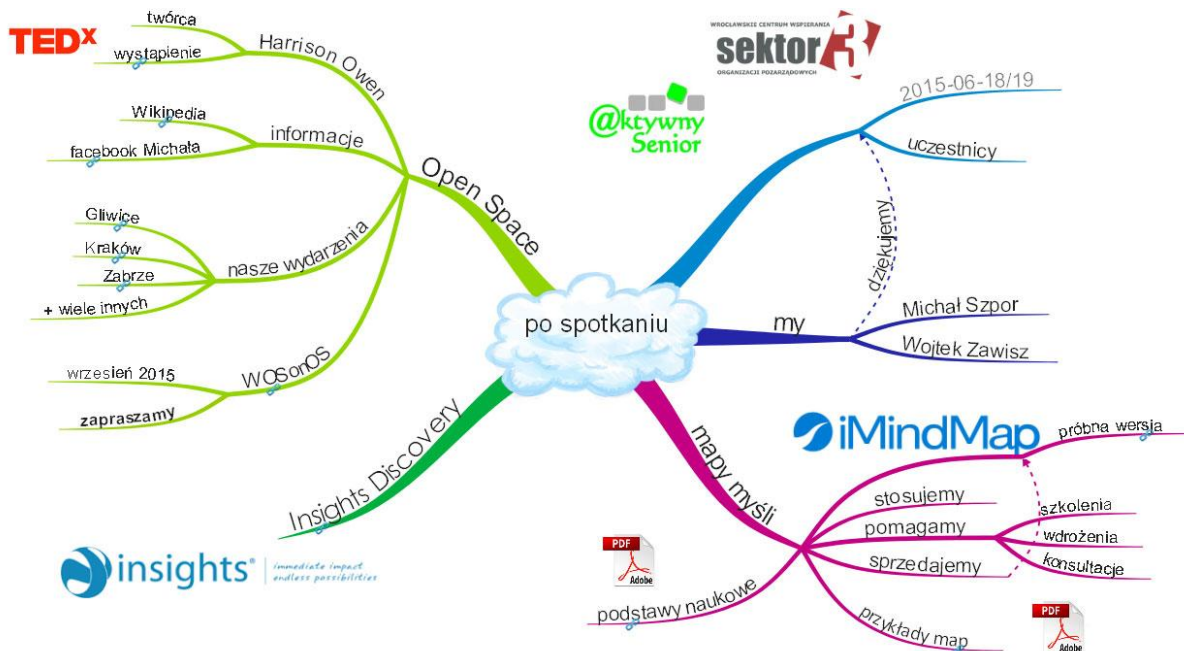 po spotkaniu
WROCŁAWSKIE CENTRUM WSPIERANIA
sektor 3
ORGANIZACJI POZARZĄDOWYCH
@ktywny
Senior
2015-06-18/19
uczestnicy
dziękujemy
my
Michał Szpor
Wojtek Zawisz
mapy myśli
iMindMap
próbna wersja
stosujemy
pomagamy
szkolenia
wdrożenia
konsultacje
sprzedajemy
przykłady map
PDF
Adobe
podstawy naukowe
PDF
Adobe
Insights Discovery
insights®
immediate impact
endless possibilities
Open Space
TEDx
Harrison Owen
twórca
wystąpienie
informacje
Wikipedia
facebook Michała
nasze wydarzenia
Gliwice
Kraków
Zabrze
+ wiele innych
WOSonOS
wrzesień 2015
zapraszamy